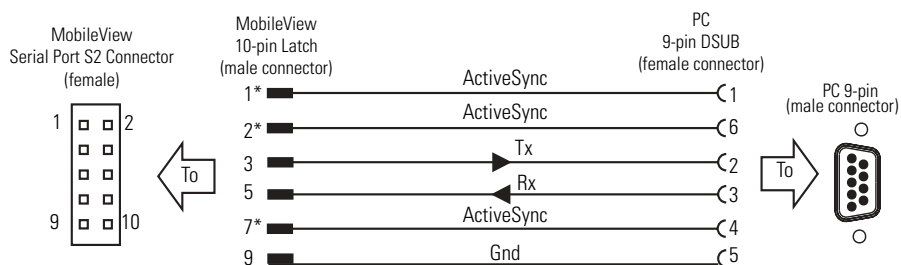 MobileView
Serial Port S2 Connector
(female)
1
2
9
10
To
MobileView
10-pin Latch
(male connector)
PC
9-pin DSUB
(female connector)
1* ActiveSync 1
2* ActiveSync 6
3 Tx 2
5 Rx 3
7* ActiveSync 4
9 Gnd 5
To
PC 9-pin
(male connector)